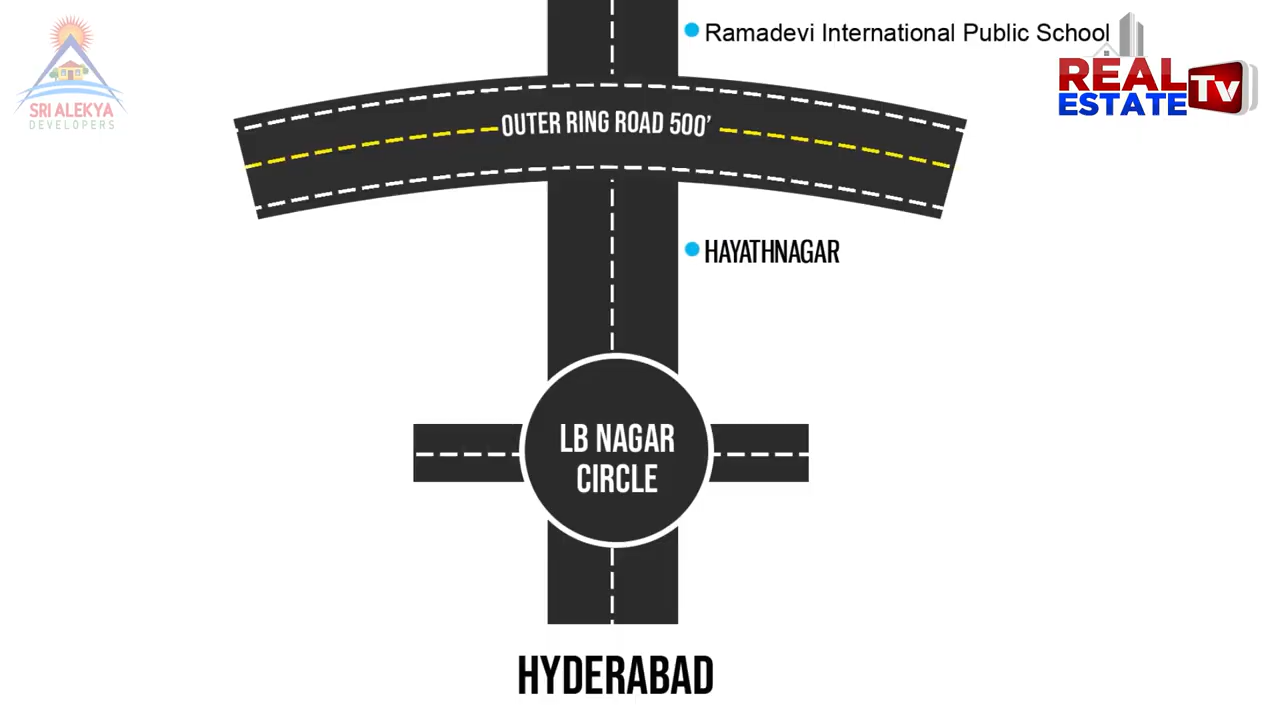 Ramadevi International Public School
SRI ALEKYA
DEVELOPERS
REAL
ESTATE
TV
OUTER RING ROAD 500'
HAYATHNAGAR
LB NAGAR
CIRCLE
HYDERABAD